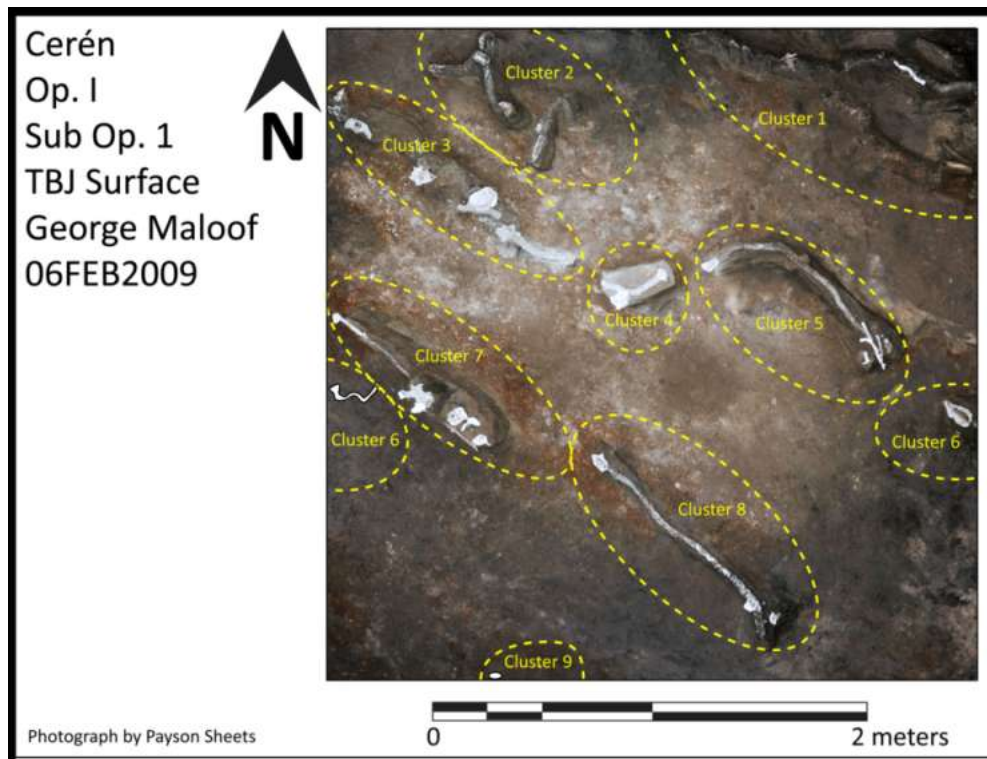 Cerén
Op. I
Sub Op. 1
TBJ Surface
George Maloof
06FEB2009
N
Cluster 2
Cluster 1
Cluster 3
Cluster 4
Cluster 5
Cluster 7
Cluster 6
Cluster 6
Cluster 8
Cluster 9
Photograph by Payson Sheets
0 2 meters